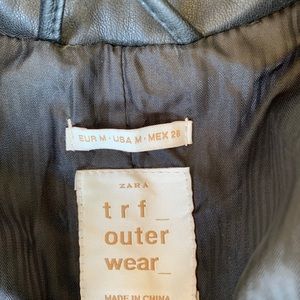 EUR M · USA M · MEX 28
ZARA
trf_
outer
wear_
MADE IN CHINA